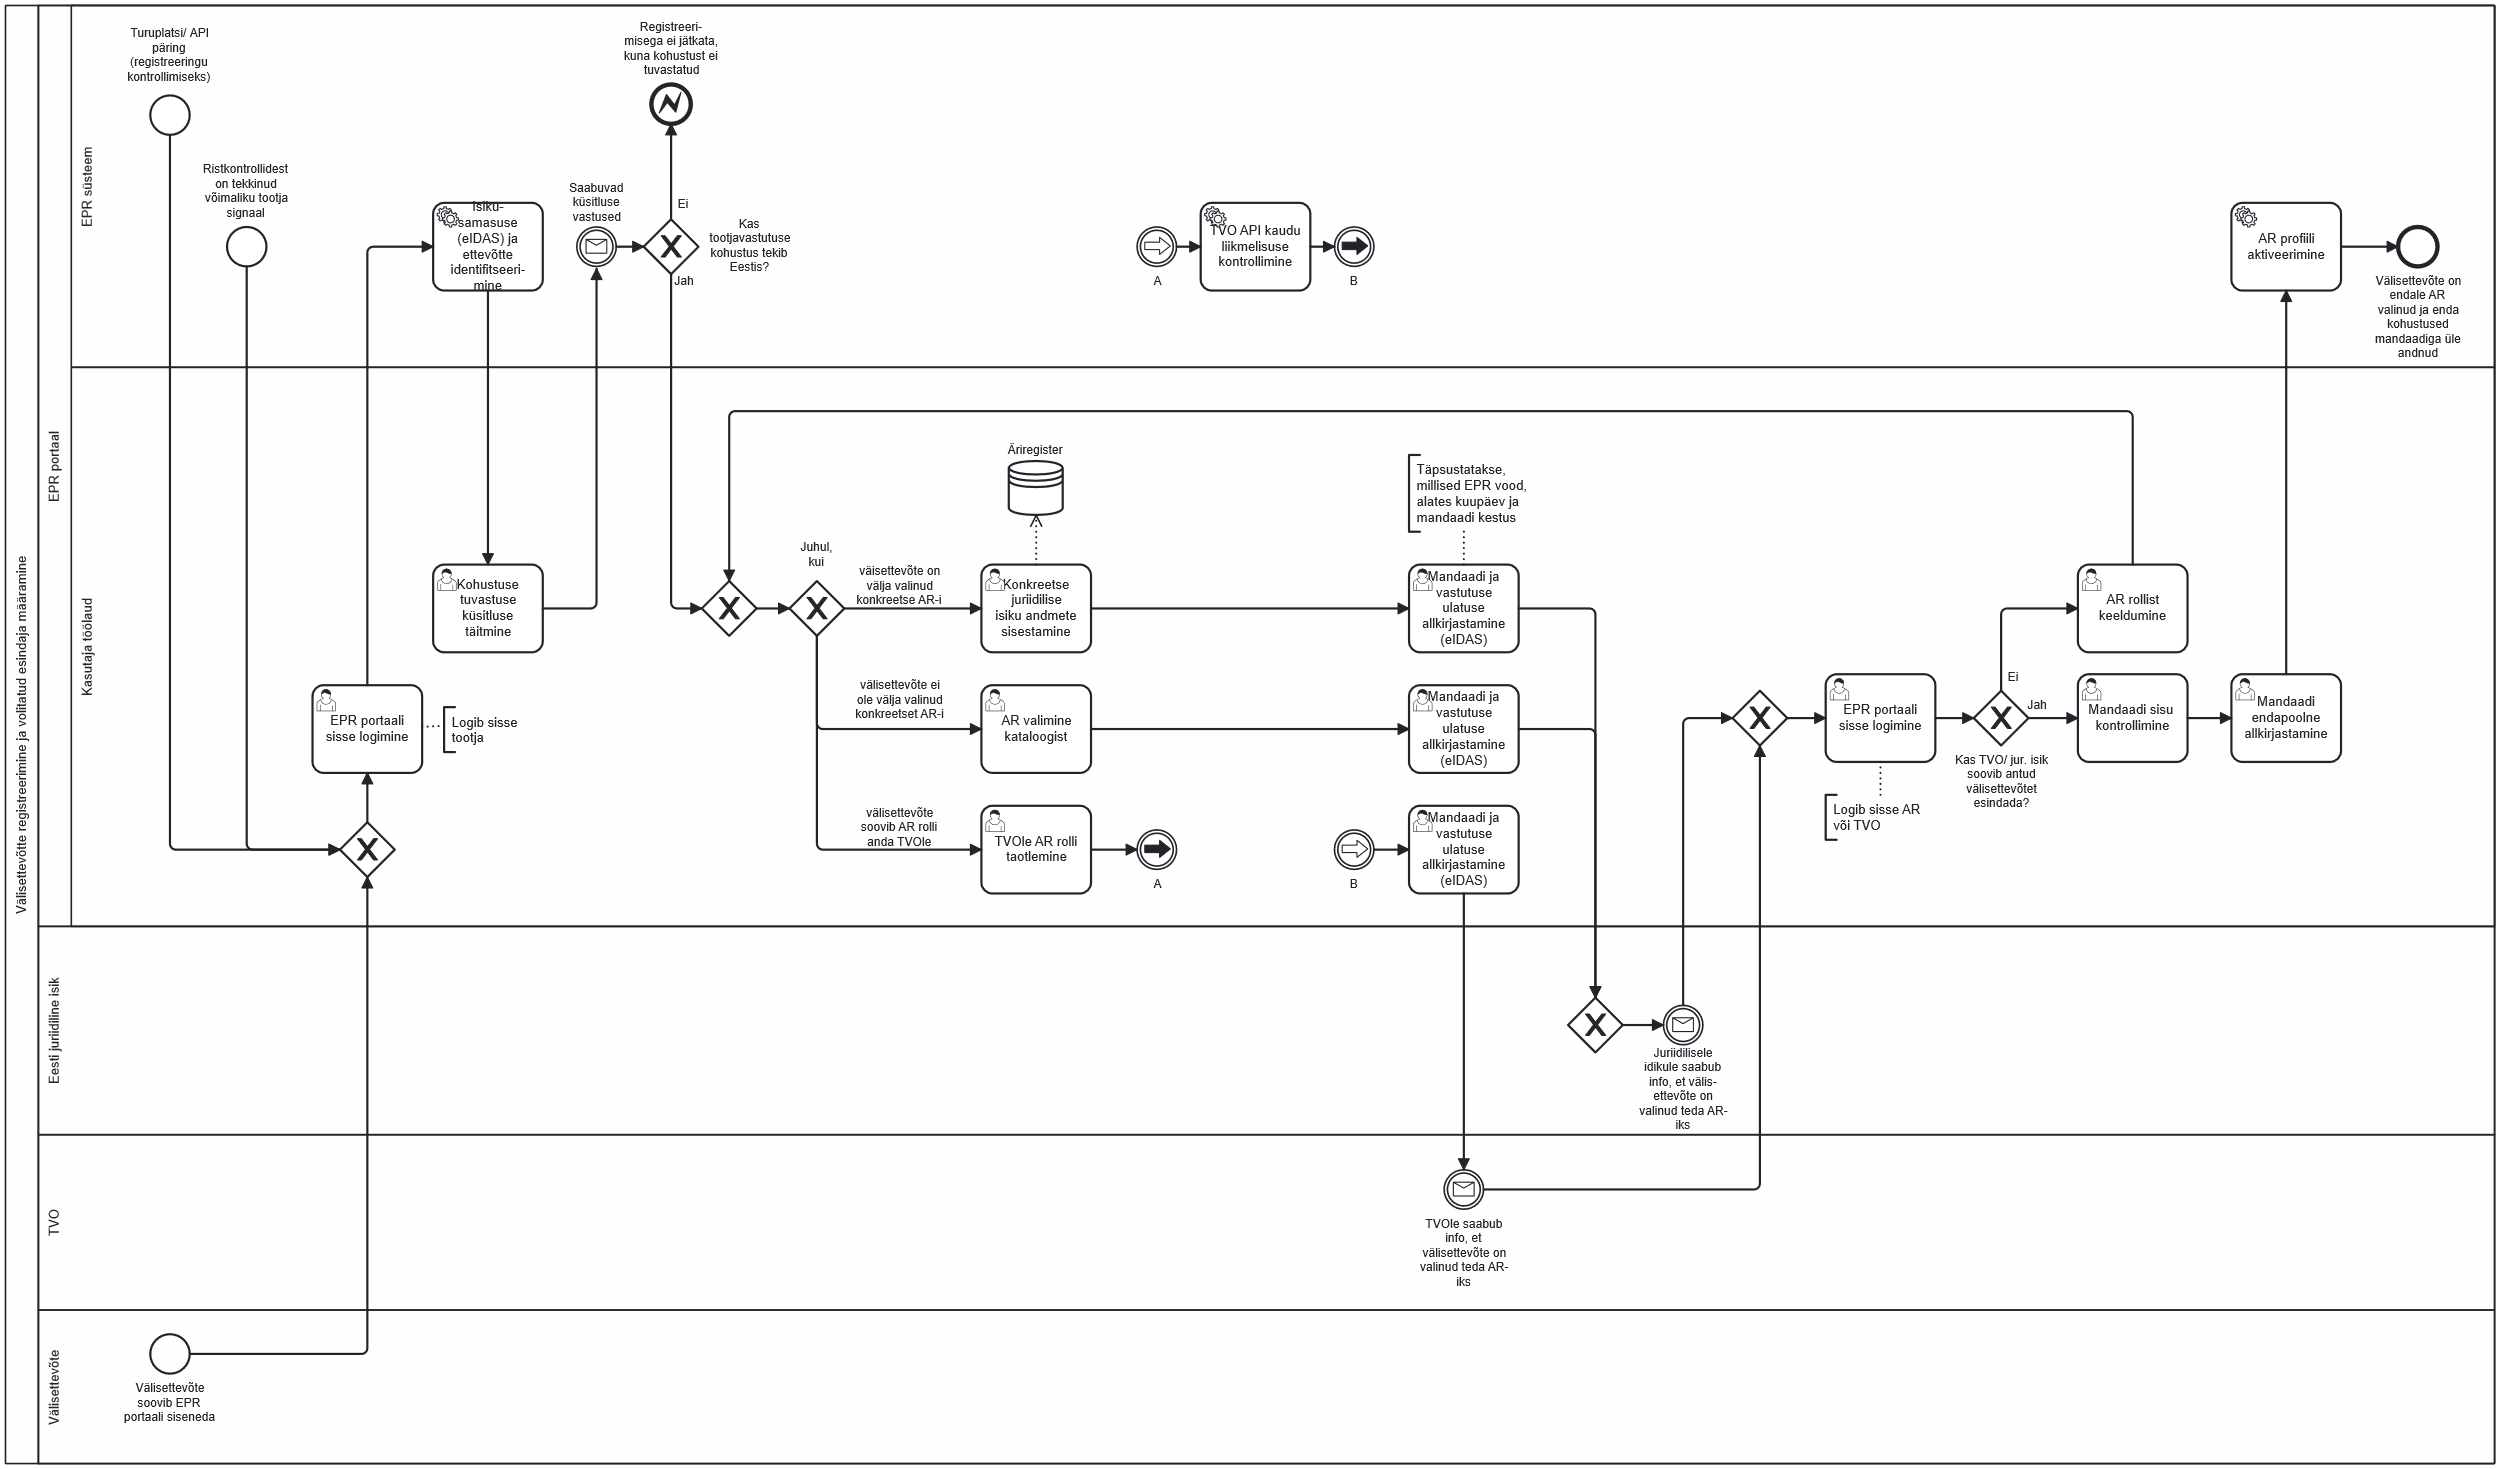 Välisettevõtte registreerimine ja volitatud esindaja määramine
EPR portaal
EPR süsteem
Turuplatsi/ API
päring
(registreeringu
kontrollimiseks)
Ristkontrollidest
on tekkinud
võimaliku tootja
signaal
Isiku-
samasuse
(eIDAS) ja
ettevõtte
identifitseeri-
mine
Saabuvad
küsitluse
vastused
Registreeri-
misega ei jätkata,
kuna kohustust ei
tuvastatud
Ei
Kas
tootjavastutuse
kohustus tekib
Eestis?
Jah
A
TVO API kaudu
liikmelisuse
kontrollimine
B
AR profiili
aktiveerimine
Välisettevõte on
endale AR
valinud ja enda
kohustused
mandaadiga üle
andnud
Kasutaja töölaud
EPR portaali
sisse logimine
Logib sisse
tootja
Kohustuse
tuvastuse
küsitluse
täitmine
Juhul,
kui
väisettevõte on
välja valinud
konkreetse AR-i
Äriregister
Konkreetse
juriidilise
isiku andmete
sisestamine
Täpsustatakse,
millised EPR vood,
alates kuupäev ja
mandaadi kestus
Mandaadi ja
vastutuse
ulatuse
allkirjastamine
(eIDAS)
välisettevõte ei
ole välja valinud
konkreetset AR-i
AR valimine
kataloogist
Mandaadi ja
vastutuse
ulatuse
allkirjastamine
(eIDAS)
välisettevõte
soovib AR rolli
anda TVOle
TVOle AR rolli
taotlemine
A
B
Mandaadi ja
vastutuse
ulatuse
allkirjastamine
(eIDAS)
EPR portaali
sisse logimine
Logib sisse AR
või TVO
Ei
Jah
Kas TVO/ jur. isik
soovib antud
välisettevõtet
esindada?
AR rollist
keeldumine
Mandaadi sisu
kontrollimine
Mandaadi
endapoolne
allkirjastamine
Eesti juriidiline isik
Juriidilisele
idikule saabub
info, et välis-
ettevõte on
valinud teda AR-
iks
TVO
TVOle saabub
info, et
välisettevõte on
valinud teda AR-
iks
Välisettevõte
Välisettevõte
soovib EPR
portaali siseneda